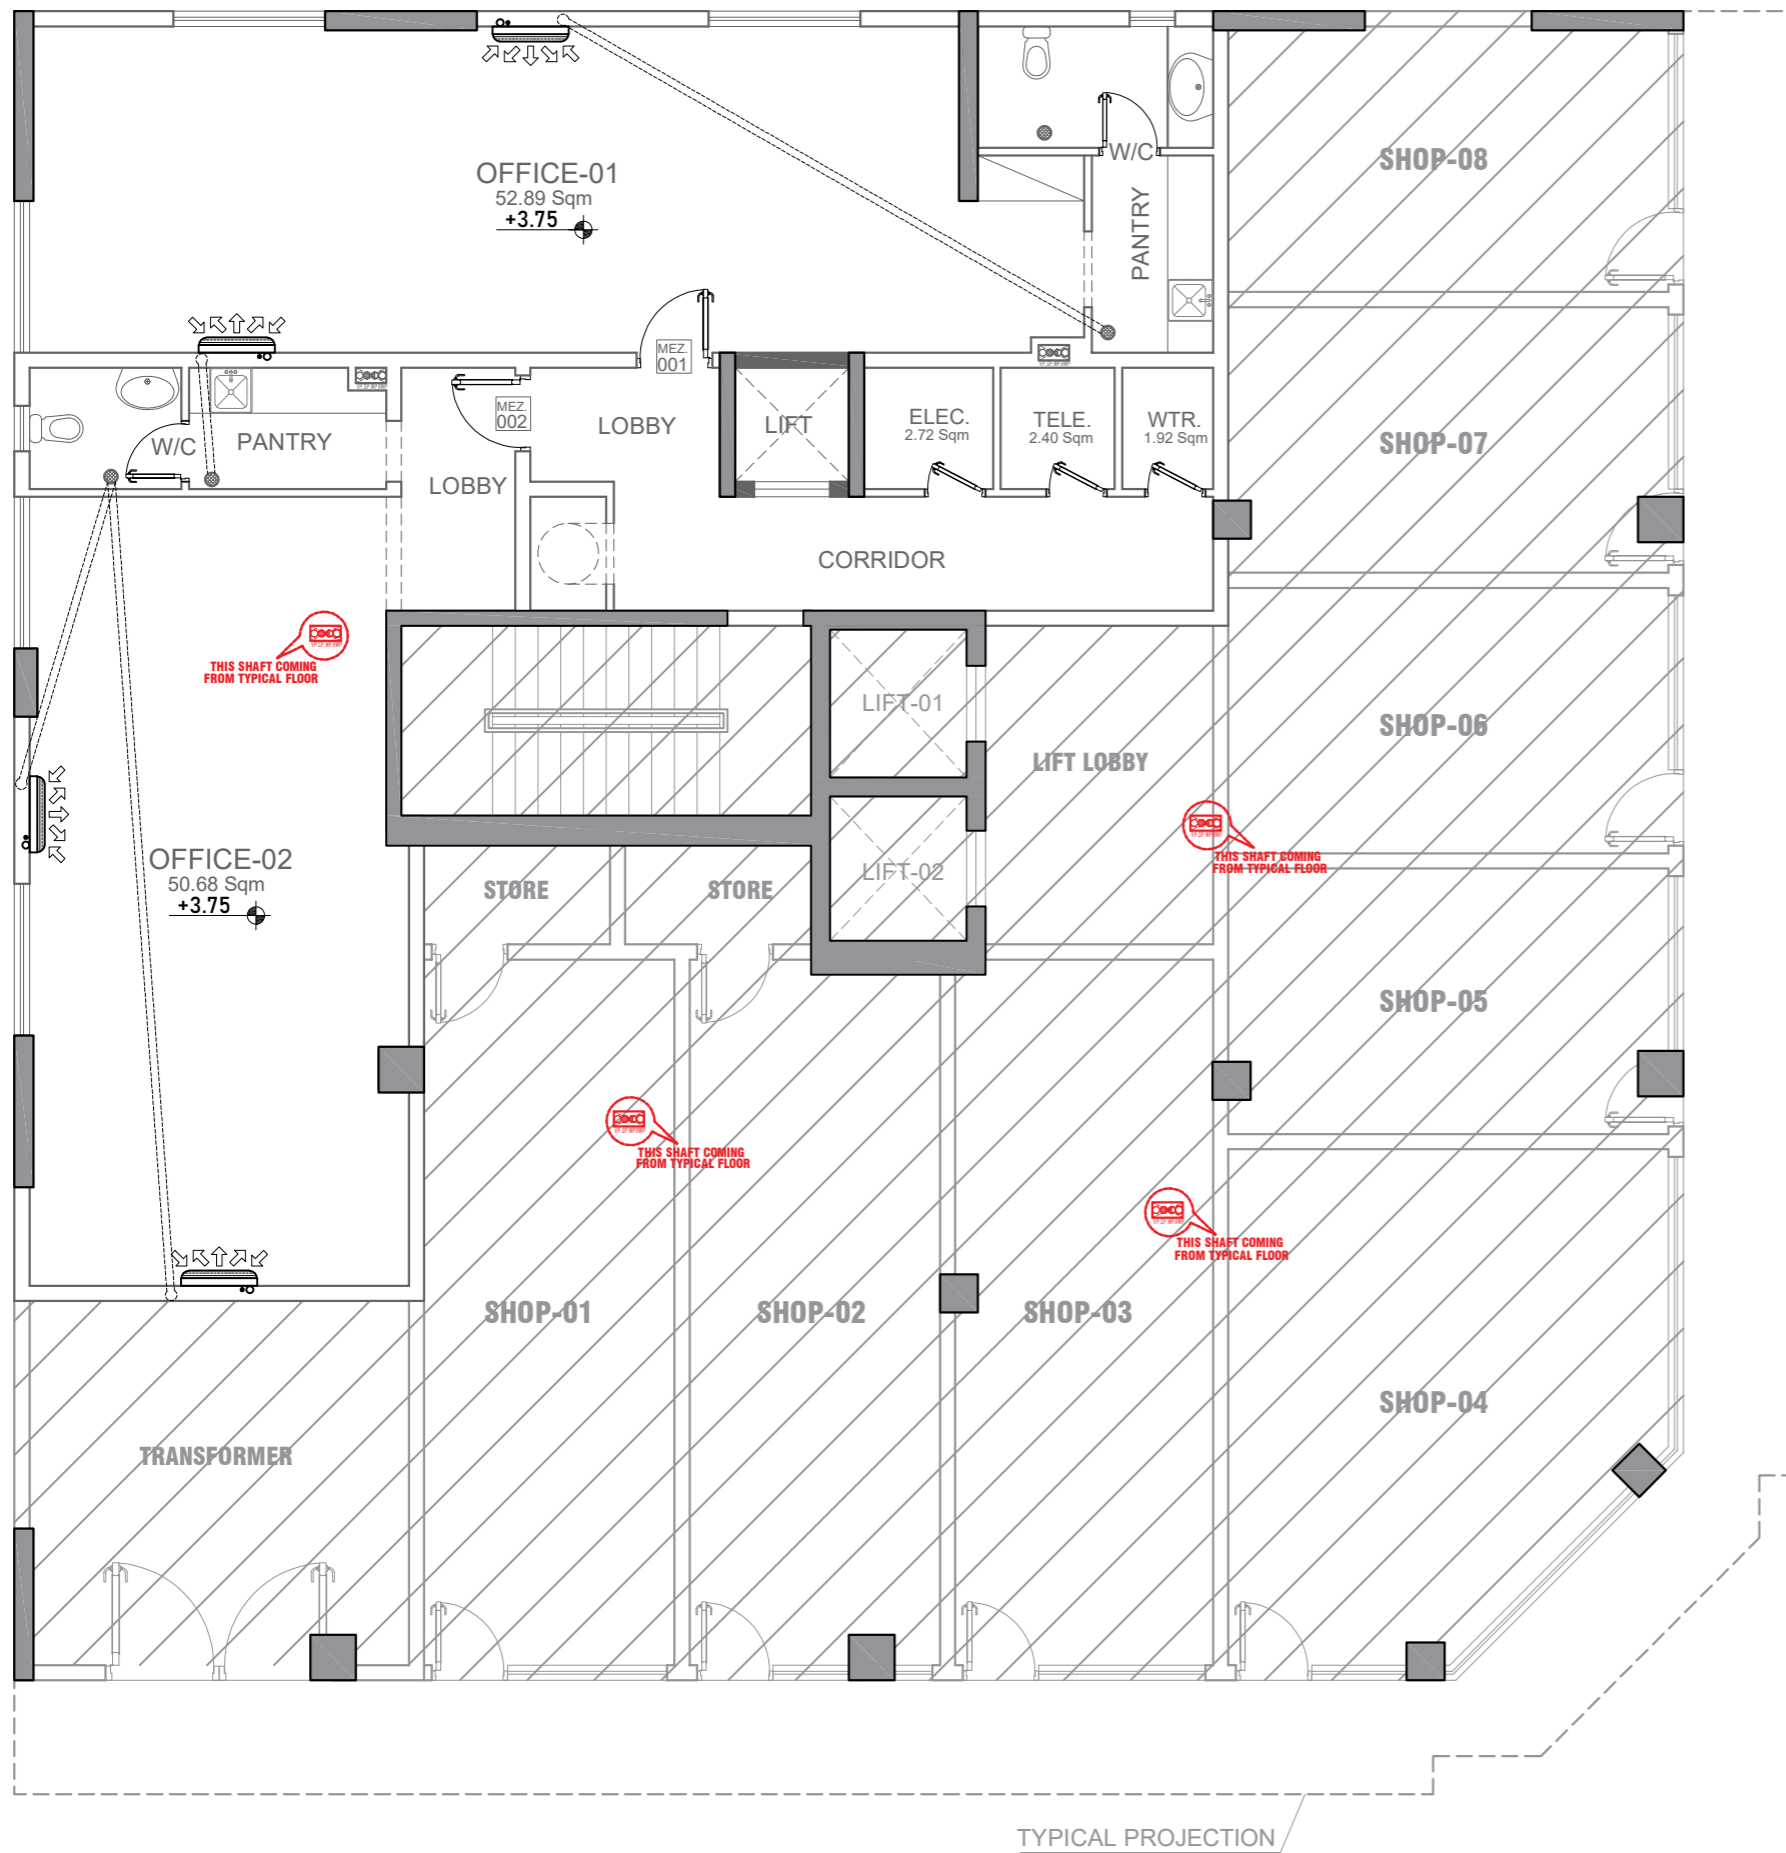 OFFICE-01
52.89 Sqm
+3.75
W/C
PANTRY
SHOP-08
MEZ.
001
MEZ.
002
LOBBY
LIFT
ELEC.
2.72 Sqm
TELE.
2.40 Sqm
WTR.
1.92 Sqm
W/C
PANTRY
LOBBY
SHOP-07
CORRIDOR
THIS SHAFT COMING
FROM TYPICAL FLOOR
LIFT-01
LIFT LOBBY
SHOP-06
THIS SHAFT COMING
FROM TYPICAL FLOOR
OFFICE-02
50.68 Sqm
+3.75
STORE
STORE
LIFT-02
SHOP-05
THIS SHAFT COMING
FROM TYPICAL FLOOR
THIS SHAFT COMING
FROM TYPICAL FLOOR
SHOP-01
SHOP-02
SHOP-03
SHOP-04
TRANSFORMER
TYPICAL PROJECTION